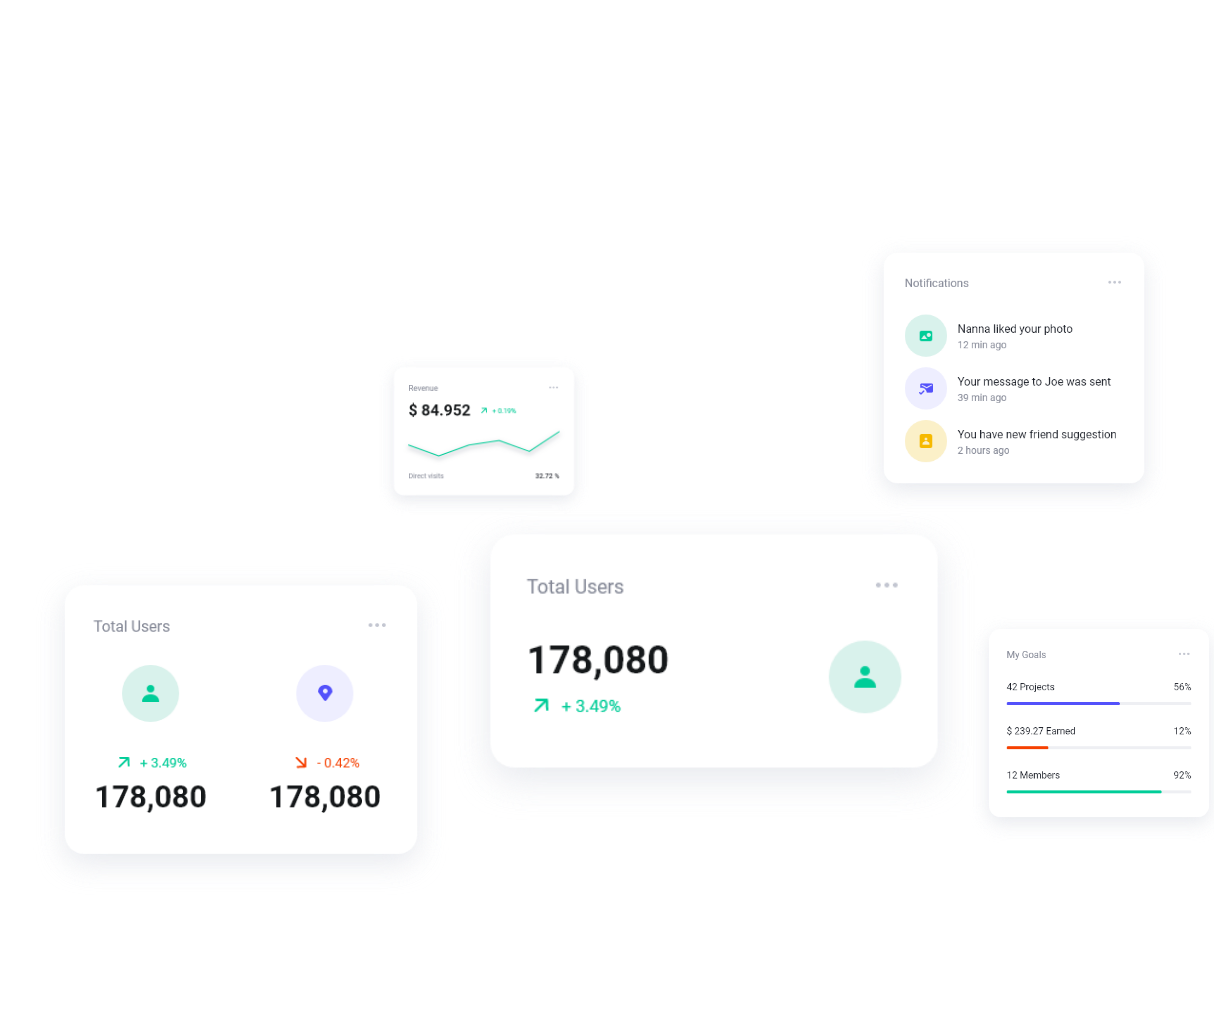 Notifications
Nanna liked your photo
12 min ago
Your message to Joe was sent
39 min ago
You have new friend suggestion
2 hours ago
Revenue
$ 84.952 + 0.19%
Direct visits 32.72 %
Total Users
178,080
+ 3.49%
Total Users
+ 3.49% - 0.42%
178,080 178,080
My Goals
42 Projects 56%
$ 239.27 Earned 12%
12 Members 92%